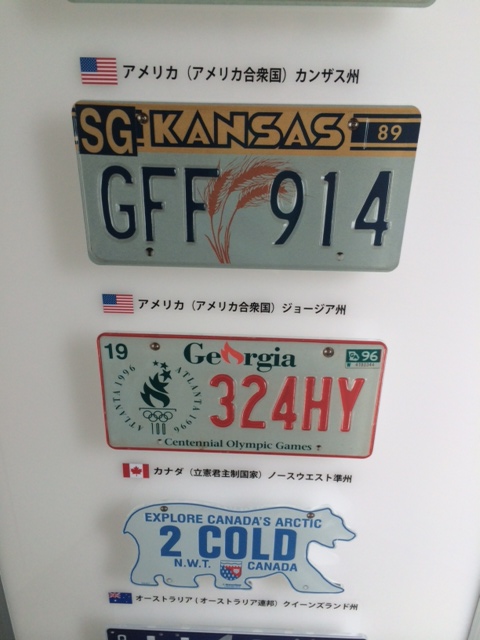 アメリカ（アメリカ合衆国）カンザス州
SG KANSAS 89
GFF 914
アメリカ（アメリカ合衆国）ジョージア州
19 Georgia 96
ATLANTA 1996 ATLANTA 1996 324HY
Centennial Olympic Games
カナダ（立憲君主制国家）ノースウエスト準州
EXPLORE CANADA'S ARCTIC
2 COLD
N.W.T. CANADA
オーストラリア(オーストラリア連邦) クイーンズランド州